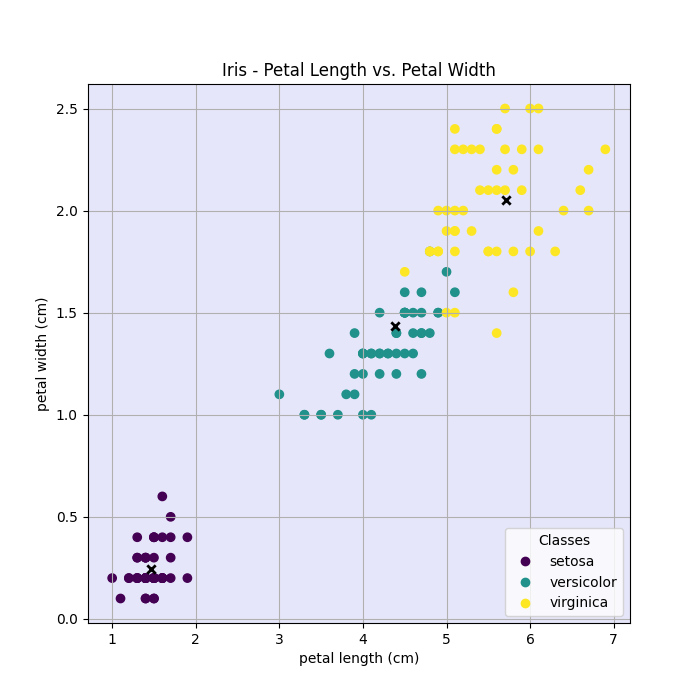 Iris - Petal Length vs. Petal Width
petal width (cm)
2.5
2.0
1.5
1.0
0.5
0.0
Classes
setosa
versicolor
virginica
1 2 3 4 5 6 7
petal length (cm)